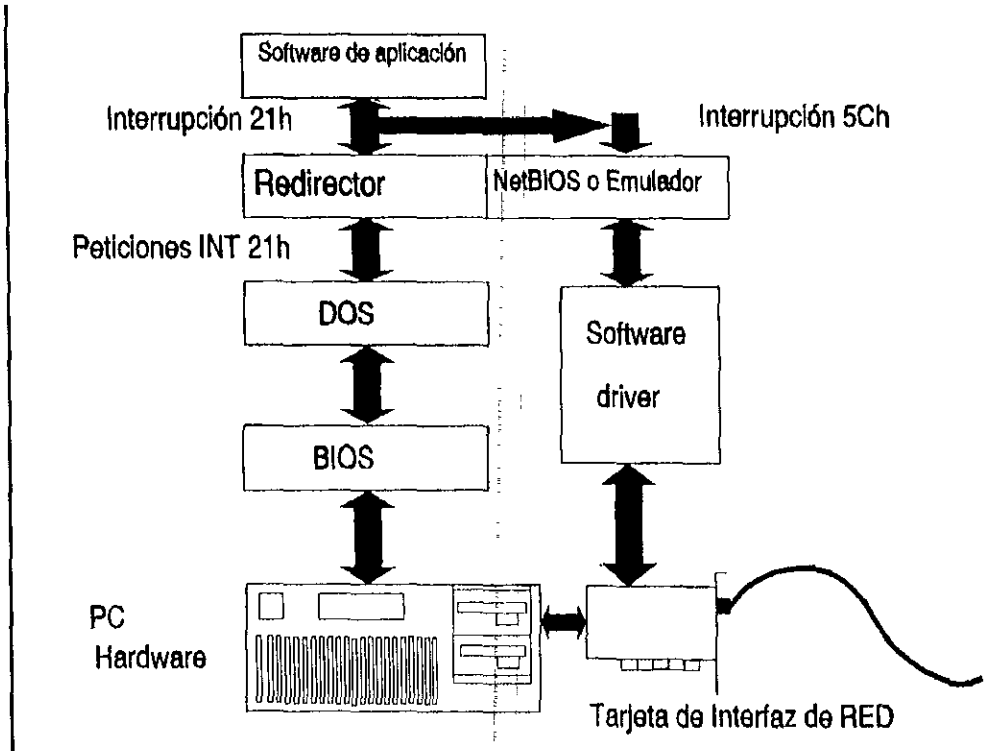 Software de aplicación
Interrupción 21h
Interrupción 5Ch
Redirector
NetBIOS o Emulador
Peticiones INT 21h
DOS
Software
driver
BIOS
PC
Hardware
Tarjeta de Interfaz de RED